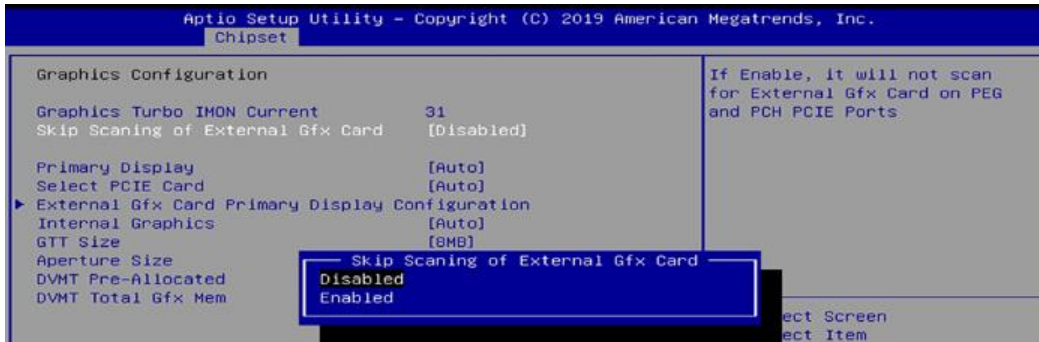 Aptio Setup Utility – Copyright (C) 2019 American Megatrends, Inc.
Chipset
Graphics Configuration
Graphics Turbo IMON Current 31
Skip Scaning of External Gfx Card [Disabled]
Primary Display [Auto]
Select PCIE Card [Auto]
External Gfx Card Primary Display Configuration
Internal Graphics [Auto]
GTT Size [8MB]
Aperture Size
DVMT Pre-Allocated
DVMT Total Gfx Mem
Skip Scaning of External Gfx Card
Disabled
Enabled
If Enable, it will not scan
for External Gfx Card on PEG
and PCH PCIE Ports
ect Screen
ect Item